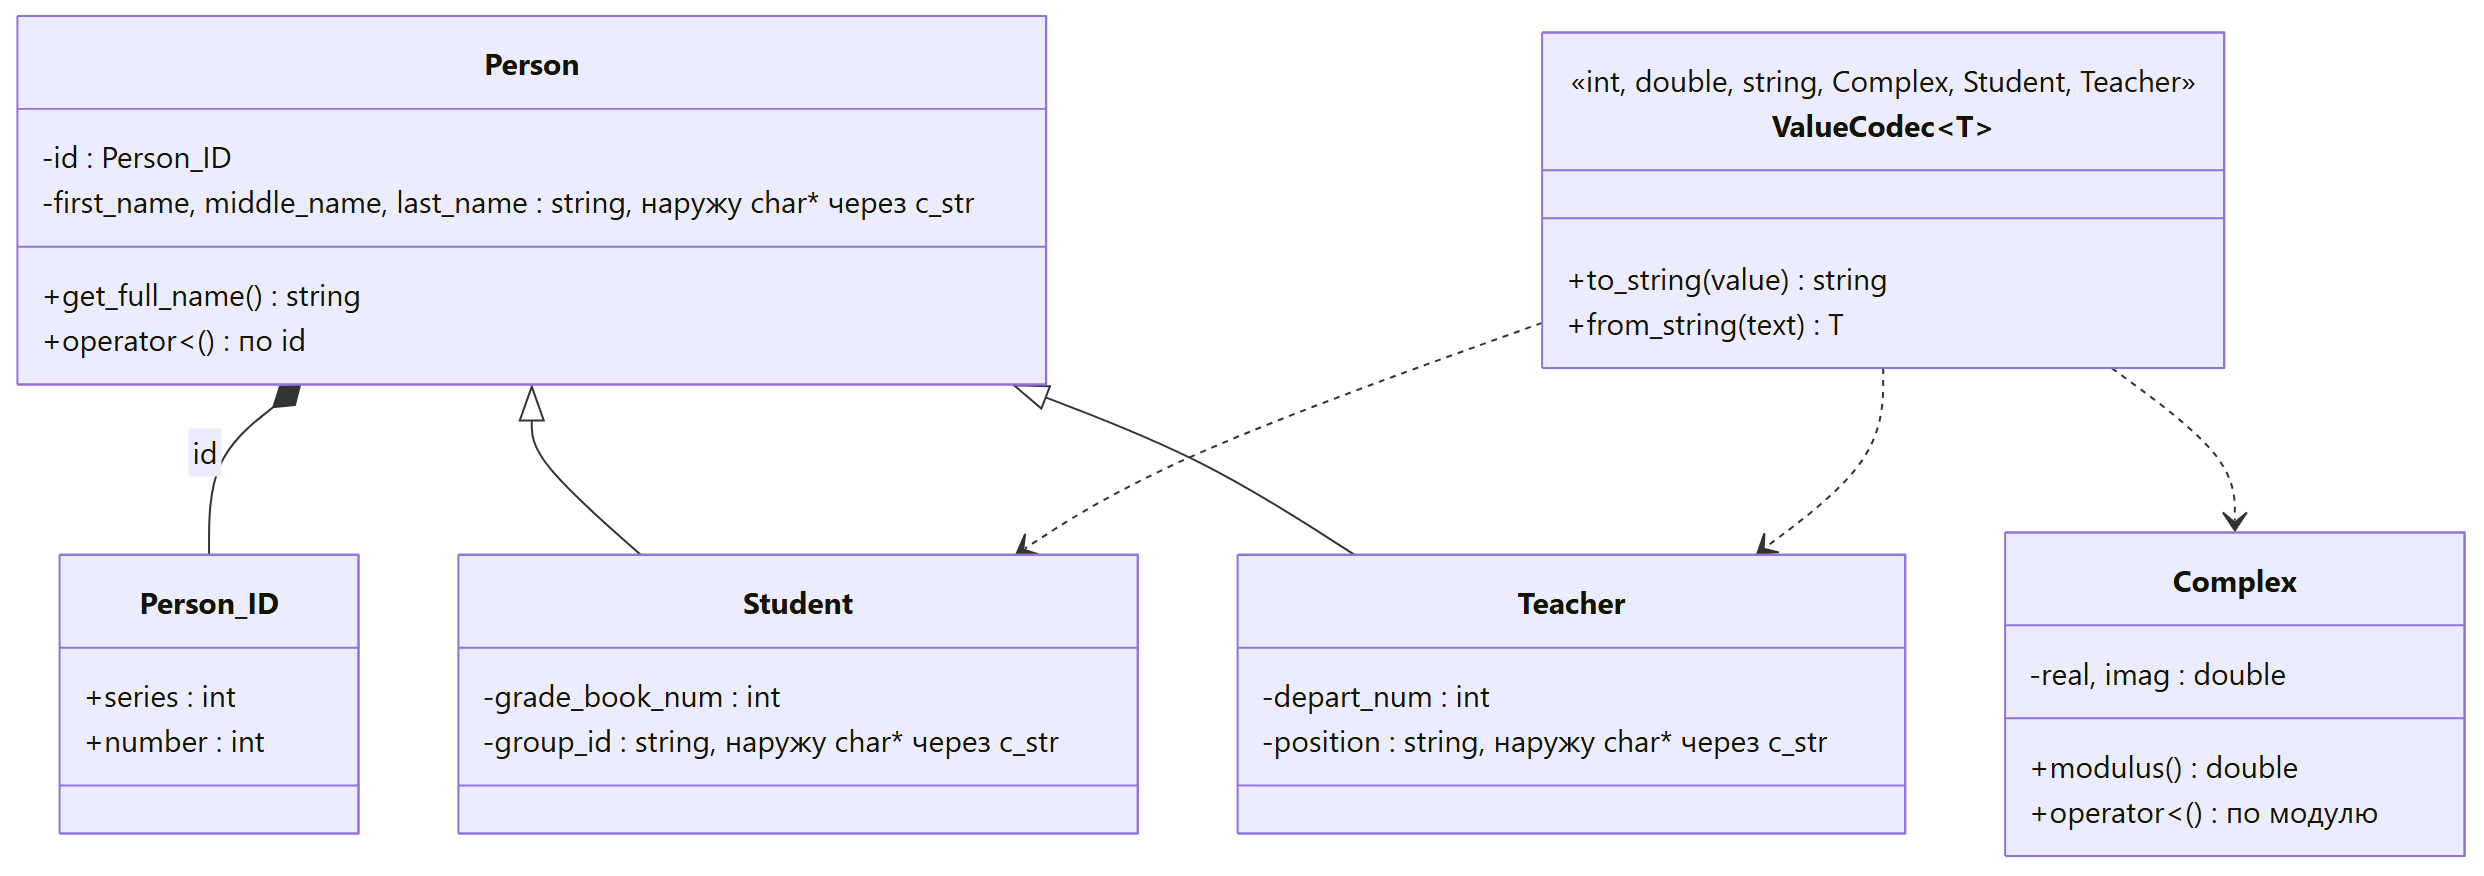 Person
-id : Person_ID
-first_name, middle_name, last_name : string, наружу char* через c_str
+get_full_name() : string
+operator<() : по id
«int, double, string, Complex, Student, Teacher»
ValueCodec<T>
+to_string(value) : string
+from_string(text) : T
id
Person_ID
+series : int
+number : int
Student
-grade_book_num : int
-group_id : string, наружу char* через c_str
Teacher
-depart_num : int
-position : string, наружу char* через c_str
Complex
-real, imag : double
+modulus() : double
+operator<() : по модулю